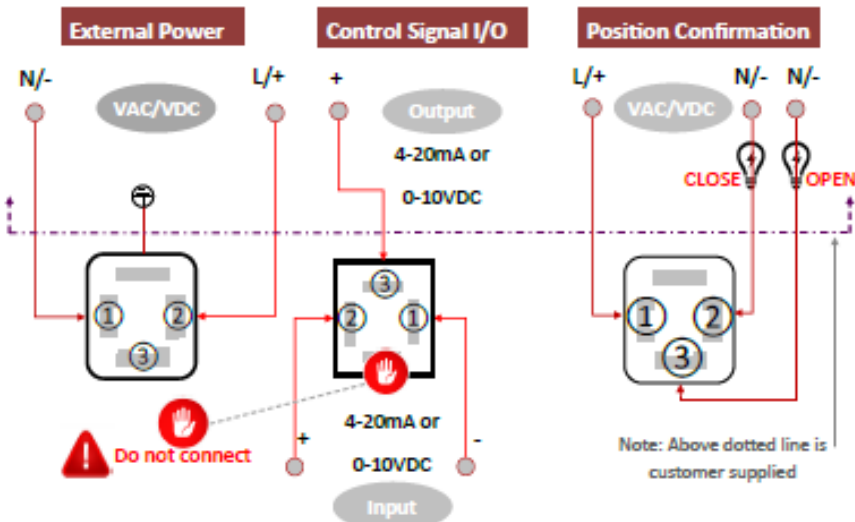 External Power
Control Signal I/O
Position Confirmation
N/-
L/+
+
L/+
N/-
N/-
VAC/VDC
Output
VAC/VDC
4-20mA or
0-10VDC
CLOSE
OPEN
1
2
3
3
2
1
1
2
3
Do not connect
+
4-20mA or
0-10VDC
-
Input
Note: Above dotted line is
customer supplied